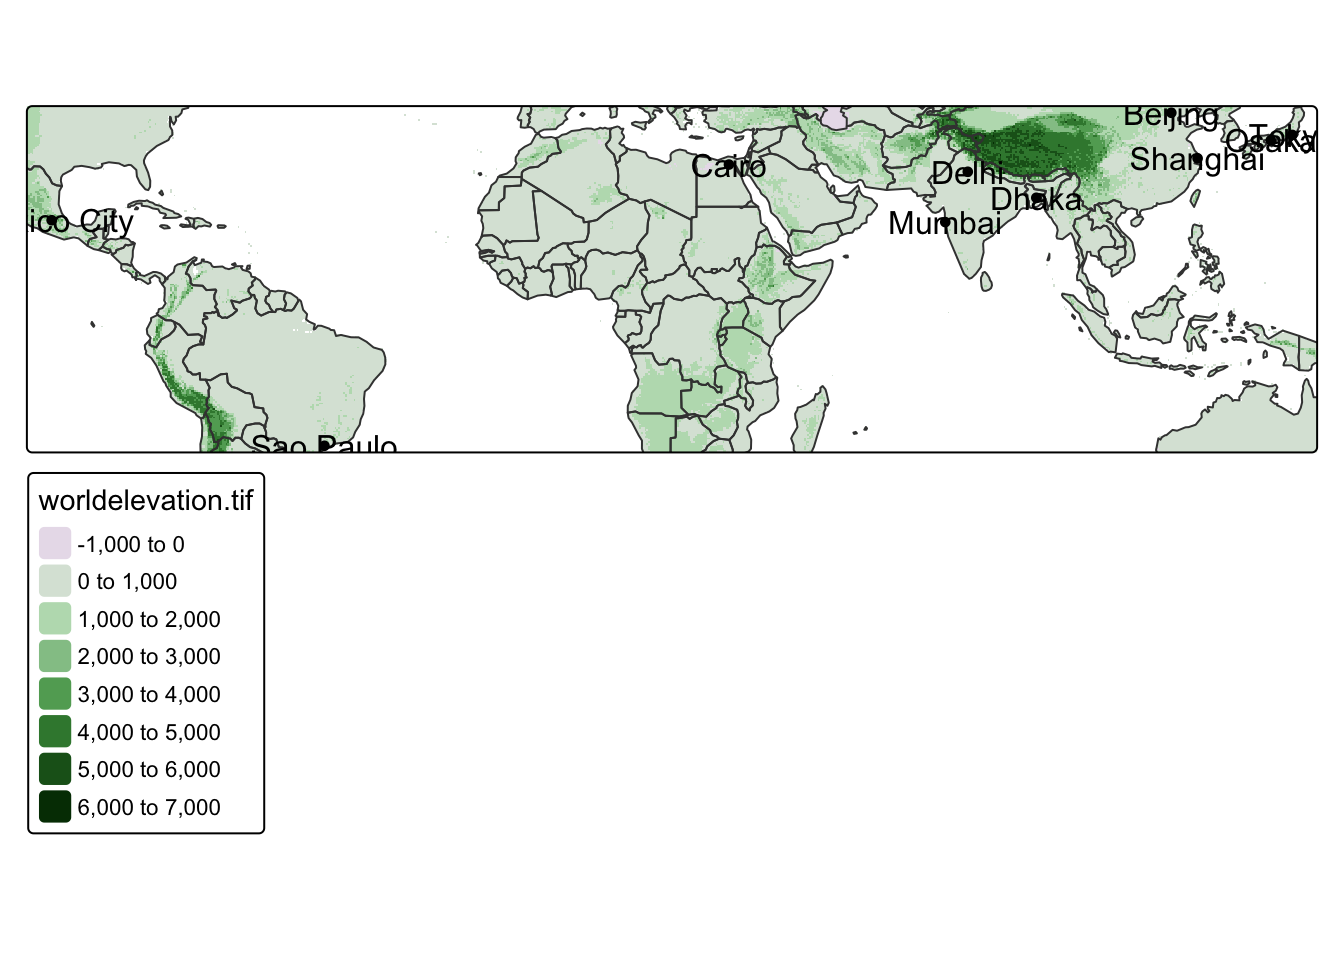 Beijing
Osaka
Toky
Shanghai
Cairo
Delhi
Dhaka
ico City
Mumbai
Sao Paulo
worldelevation.tif
-1,000 to 0
0 to 1,000
1,000 to 2,000
2,000 to 3,000
3,000 to 4,000
4,000 to 5,000
5,000 to 6,000
6,000 to 7,000